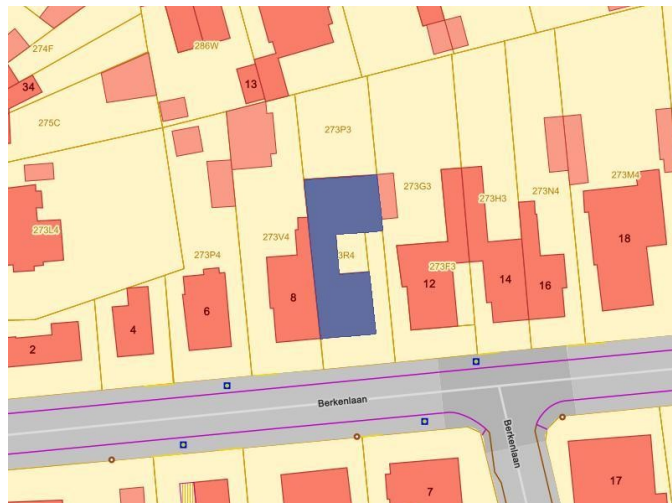 274F
286W
34
13
275C
273P3
273G3
273H3
273N4
273M4
273L4
273P4
273V4
3R4
273F3
18
12
14
16
8
6
4
2
Berkenlaan
Berkenlaan
7
17